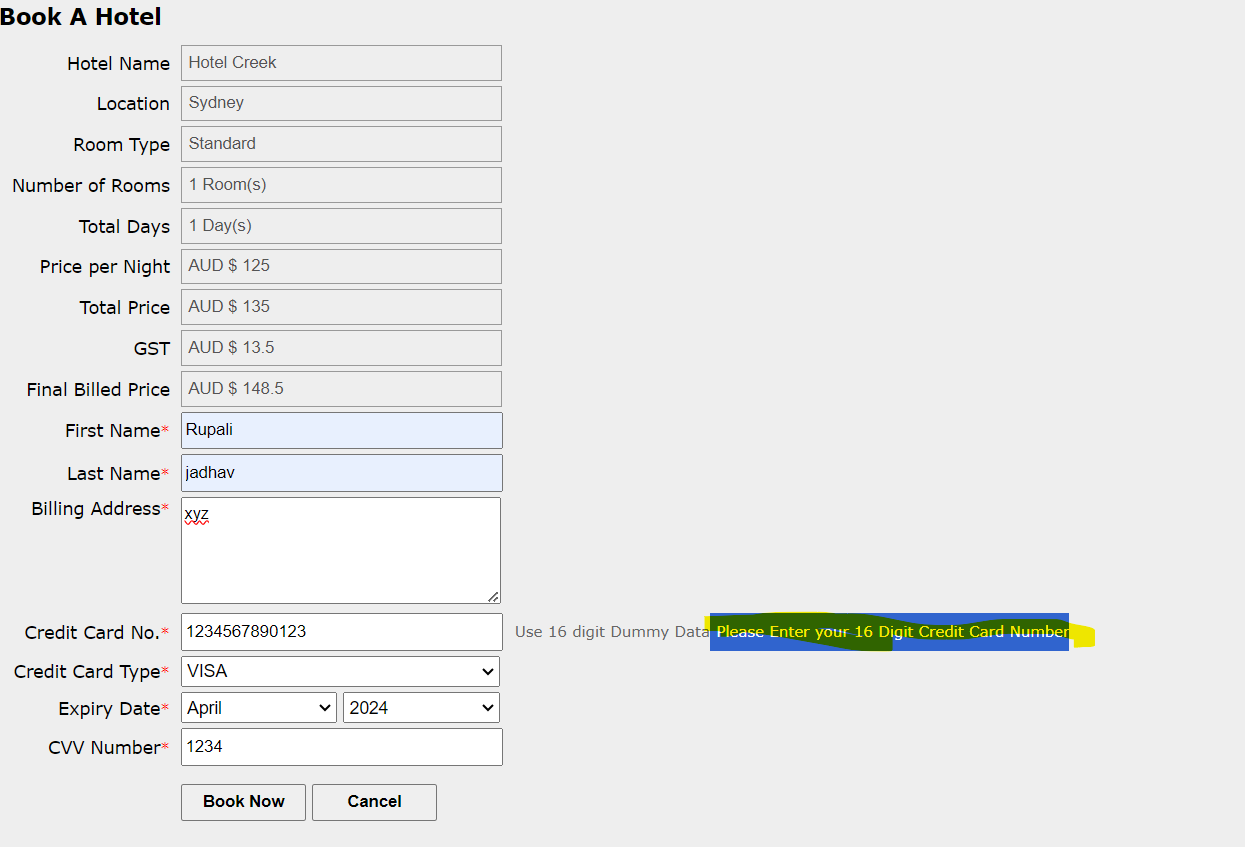 Book A Hotel
Hotel Name Hotel Creek
Location Sydney
Room Type Standard
Number of Rooms 1 Room(s)
Total Days 1 Day(s)
Price per Night AUD $ 125
Total Price AUD $ 135
GST AUD $ 13.5
Final Billed Price AUD $ 148.5
First Name* Rupali
Last Name* jadhav
Billing Address* xyz
Credit Card No.* 1234567890123 Use 16 digit Dummy Data Please Enter your 16 Digit Credit Card Number
Credit Card Type* VISA
Expiry Date* April 2024
CVV Number* 1234
Book Now Cancel